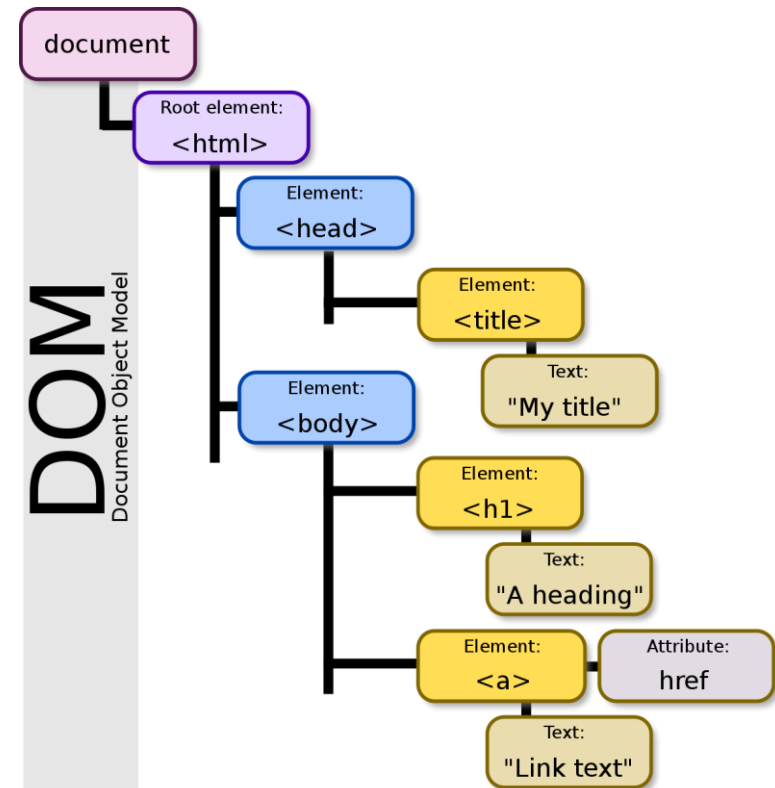 document
Root element:
<html>
Element:
<head>
Element:
<title>
Text:
"My title"
Element:
<body>
Element:
<h1>
Text:
"A heading"
Element:
<a>
Attribute:
href
Text:
"Link text"
DOM
Document Object Model